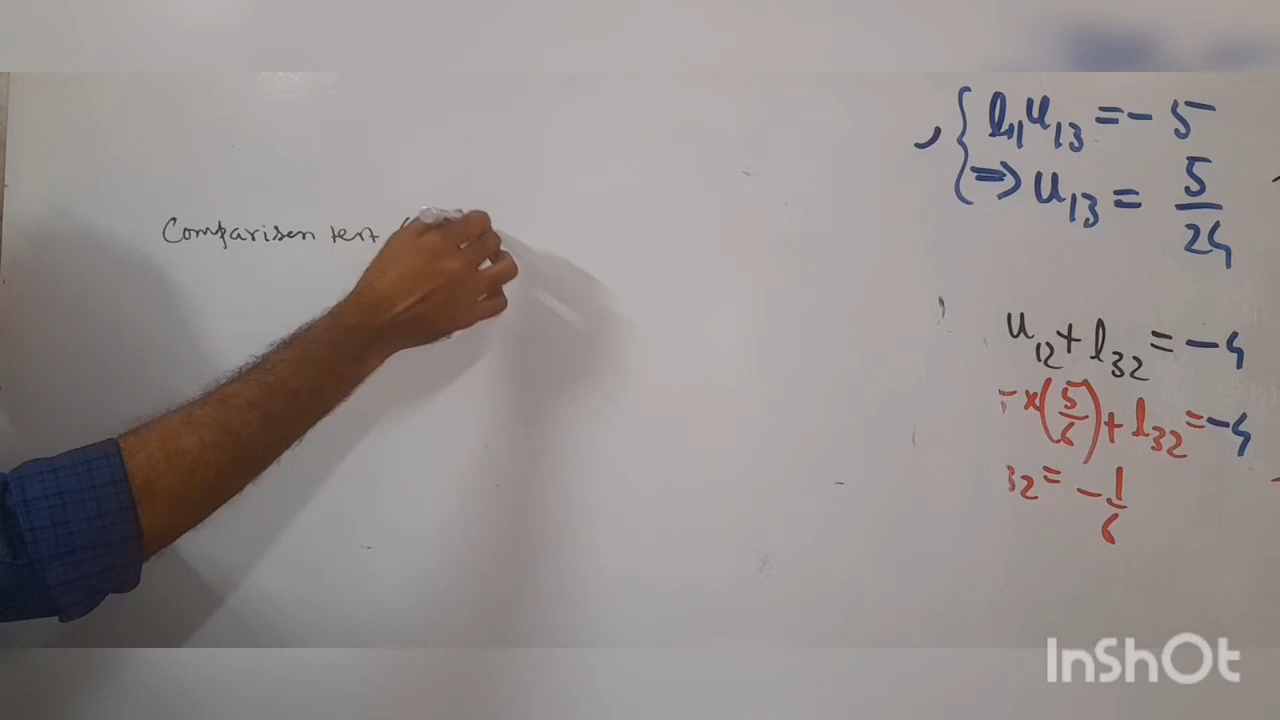 Comparison test (
l₁₁u₁₃ = - 5
⇒ u₁₃ = 5/24
u₁₂ + l₃₂ = -4
x(5/6) + l₃₂ = -4
32 = - 1/6
InShOt